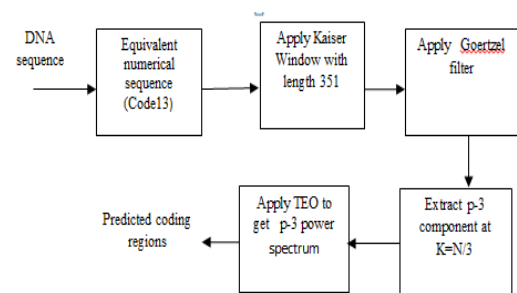 DNA
sequence
Equivalent
numerical
sequence
(Code13)
Apply Kaiser
Window with
length 351
Apply Goertzel
filter
Extract p-3
component at
K=N/3
Apply TEO to
get p-3 power
spectrum
Predicted coding
regions